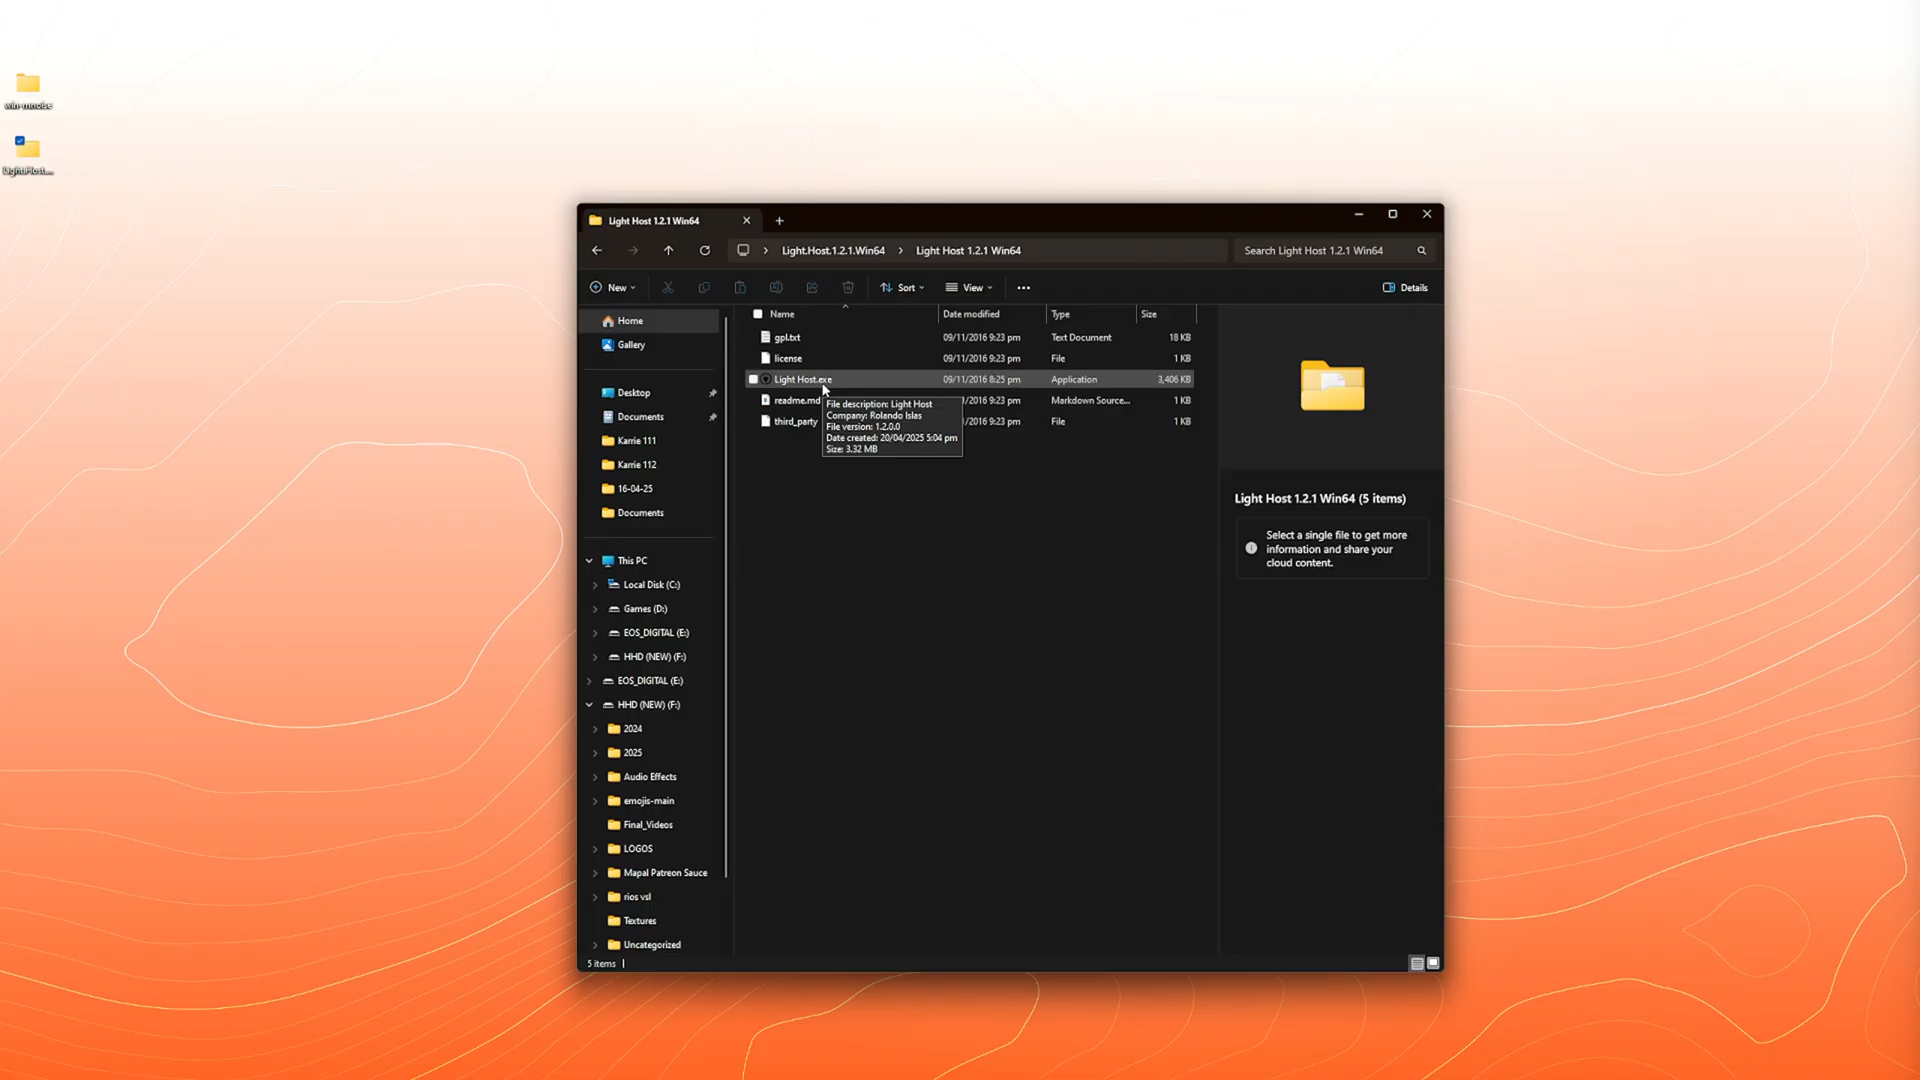 win-rnnoise
Light.Host....
Light Host 1.2.1 Win64
Light.Host.1.2.1.Win64
Light Host 1.2.1 Win64
Search Light Host 1.2.1 Win64
New
Sort
View
Details
Home
Gallery
Desktop
Documents
Karrie 111
Karrie 112
16-04-25
Documents
This PC
Local Disk (C:)
Games (D:)
EOS_DIGITAL (E:)
HHD (NEW) (F:)
EOS_DIGITAL (E:)
HHD (NEW) (F:)
2024
2025
Audio Effects
emojis-main
Final_Videos
LOGOS
Mapal Patreon Sauce
rios vsl
Textures
Uncategorized
Name Date modified Type Size
gpl.txt 09/11/2016 9:23 pm Text Document 18 KB
license 09/11/2016 9:23 pm File 1 KB
Light Host.exe 09/11/2016 8:25 pm Application 3,406 KB
readme.md 1/2016 9:23 pm Markdown Source... 1 KB
third_party 1/2016 9:23 pm File 1 KB
File description: Light Host
Company: Rolando Islas
File version: 1.2.0.0
Date created: 20/04/2025 5:04 pm
Size: 3.32 MB
Light Host 1.2.1 Win64 (5 items)
Select a single file to get more
information and share your
cloud content.
5 items